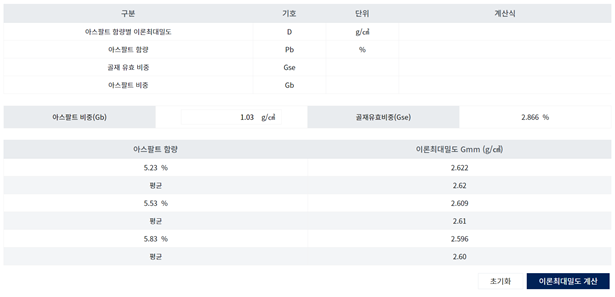 구분 기호 단위 계산식
아스팔트 함량별 이론최대밀도 D g/㎤
아스팔트 함량 Pb %
골재 유효 비중 Gse
아스팔트 비중 Gb
아스팔트 비중(Gb) 1.03 g/㎤ 골재유효비중(Gse) 2.866 %
아스팔트 함량 이론최대밀도 Gmm (g/㎤)
5.23 % 2.622
평균 2.62
5.53 % 2.609
평균 2.61
5.83 % 2.596
평균 2.60
초기화 이론최대밀도 계산